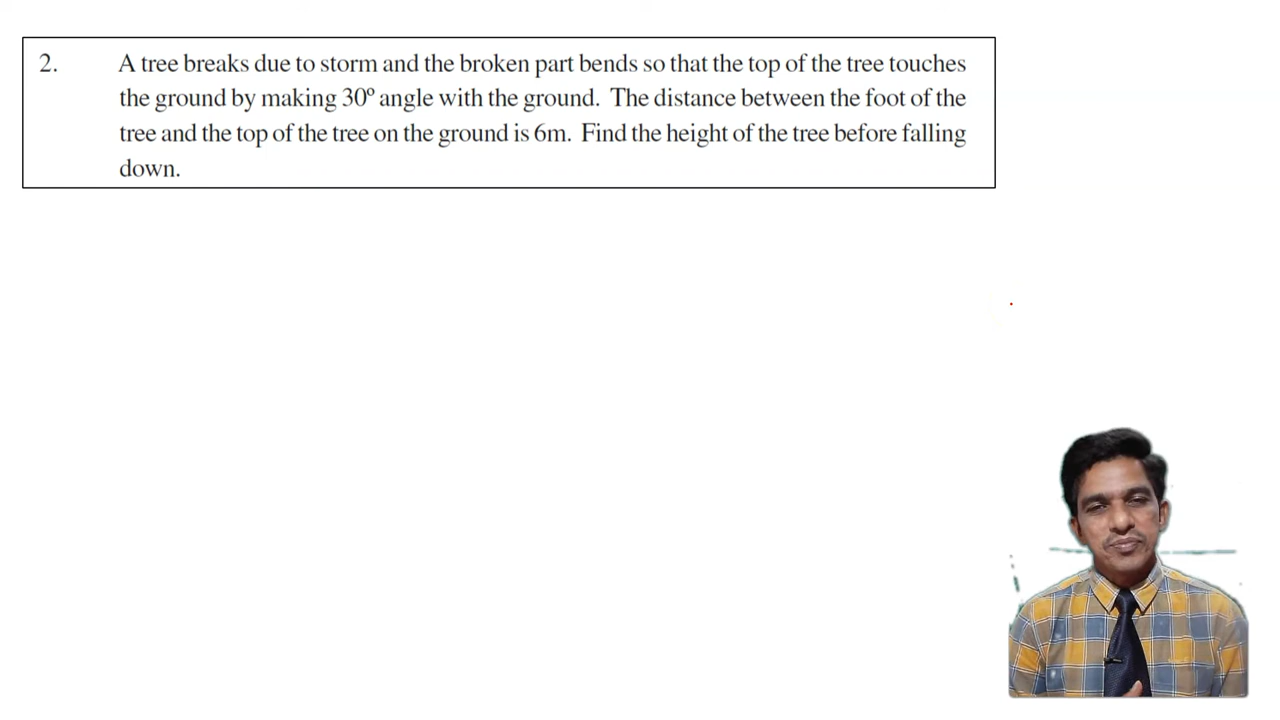 2. A tree breaks due to storm and the broken part bends so that the top of the tree touches
the ground by making 30º angle with the ground. The distance between the foot of the
tree and the top of the tree on the ground is 6m. Find the height of the tree before falling
down.